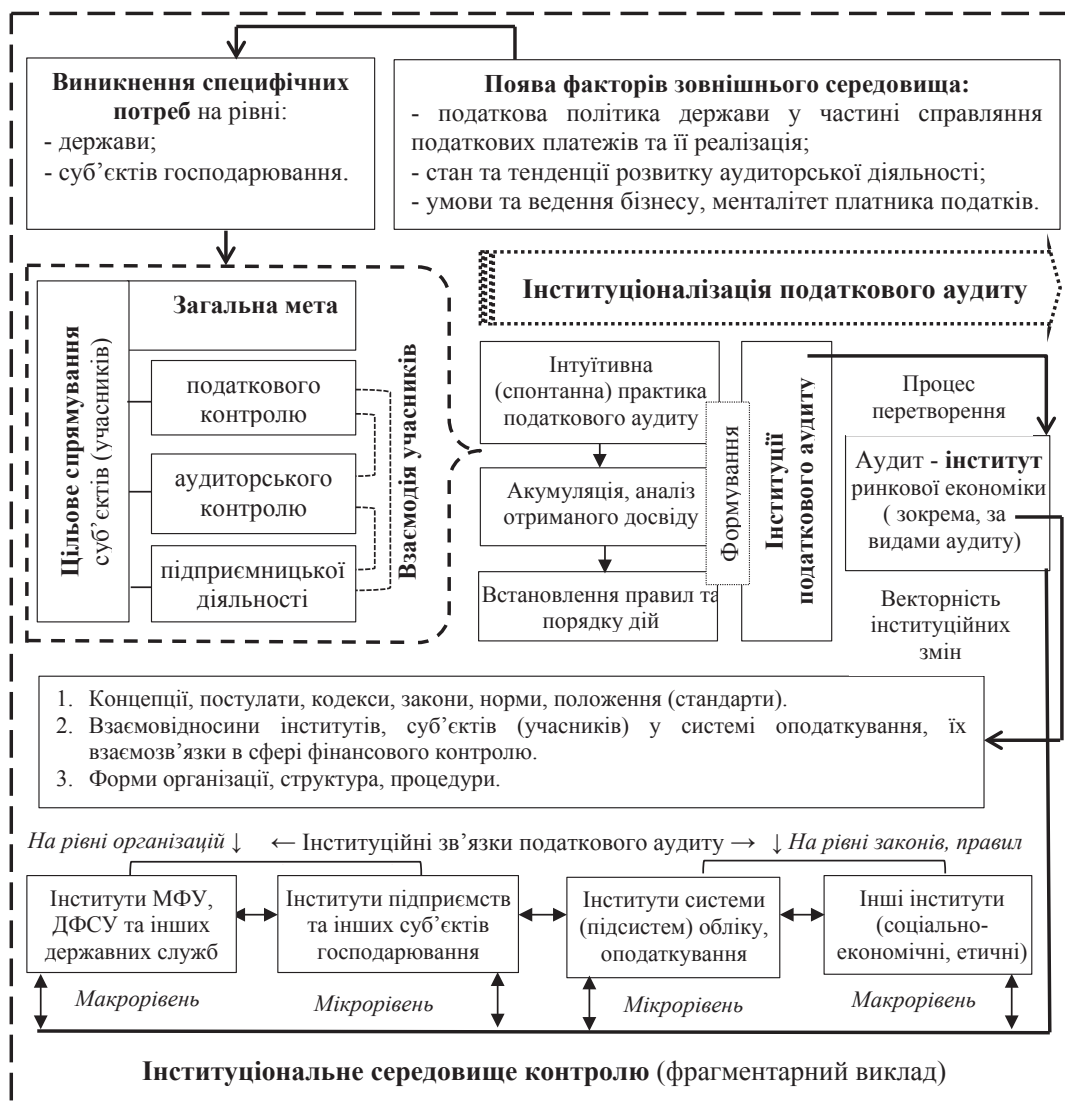 Виникнення специфічних
потреб на рівні:
- держави;
- суб’єктів господарювання.
Поява факторів зовнішнього середовища:
- податкова політика держави у частині справляння
податкових платежів та її реалізація;
- стан та тенденції розвитку аудиторської діяльності;
- умови та ведення бізнесу, менталітет платника податків.
Цільове спрямування
суб’єктів (учасників)
Загальна мета
податкового
контролю
аудиторського
контролю
підприємницької
діяльності
Взаємодія учасників
Інституціоналізація податкового аудиту
Інтуїтивна
(спонтанна) практика
податкового аудиту
Акумуляція, аналіз
отриманого досвіду
Встановлення правил та
порядку дій
Формування
Інституції
податкового аудиту
Процес
перетворення
Аудит - інститут
ринкової економіки
( зокрема, за
видами аудиту)
Векторність
інституційних
змін
1. Концепції, постулати, кодекси, закони, норми, положення (стандарти).
2. Взаємовідносини інститутів, суб’єктів (учасників) у системі оподаткування, їх
взаємозв’язки в сфері фінансового контролю.
3. Форми організації, структура, процедури.
На рівні організацій ↓ ← Інституційні зв’язки податкового аудиту → ↓ На рівні законів, правил
Інститути МФУ,
ДФСУ та інших
державних служб
Інститути підприємств
та інших суб’єктів
господарювання
Інститути системи
(підсистем) обліку,
оподаткування
Інші інститути
(соціально-
економічні, етичні)
Макрорівень
Мікрорівень
Мікрорівень
Макрорівень
Інституціональне середовище контролю (фрагментарний виклад)